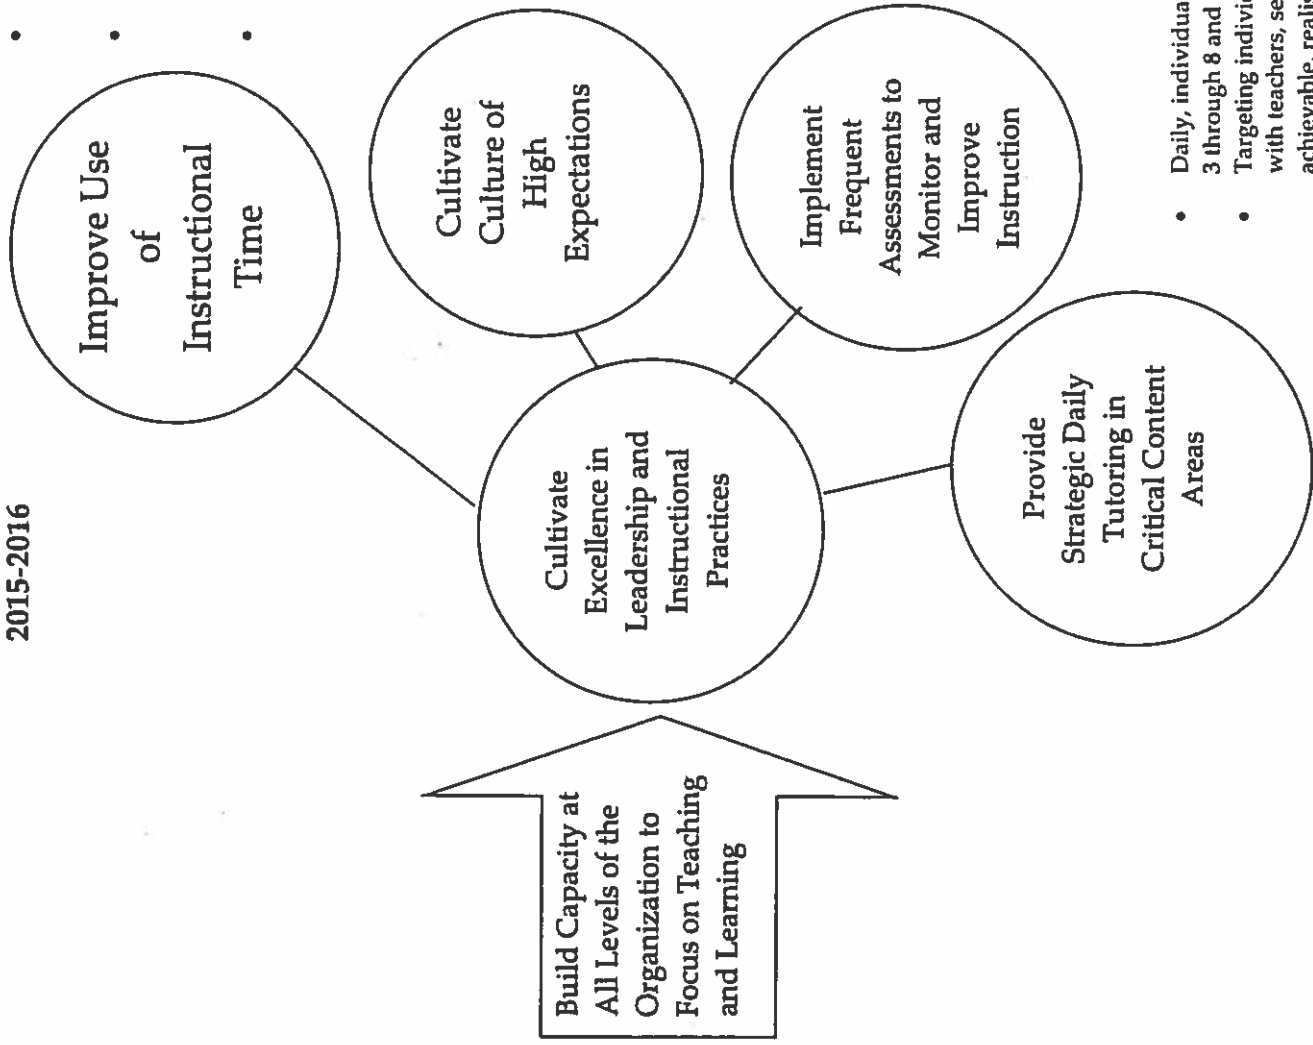 2015-2016
Improve Use
of
Instructional
Time
Cultivate
Culture of
High
Expectations
Build Capacity at
All Levels of the
Organization to
Focus on Teaching
and Learning
Cultivate
Excellence in
Leadership and
Instructional
Practices
Implement
Frequent
Assessments to
Monitor and
Improve
Instruction
Provide
Strategic Daily
Tutoring in
Critical Content
Areas
• Daily, individua
3 through 8 and
• Targeting individ
with teachers, se
achievable, realis